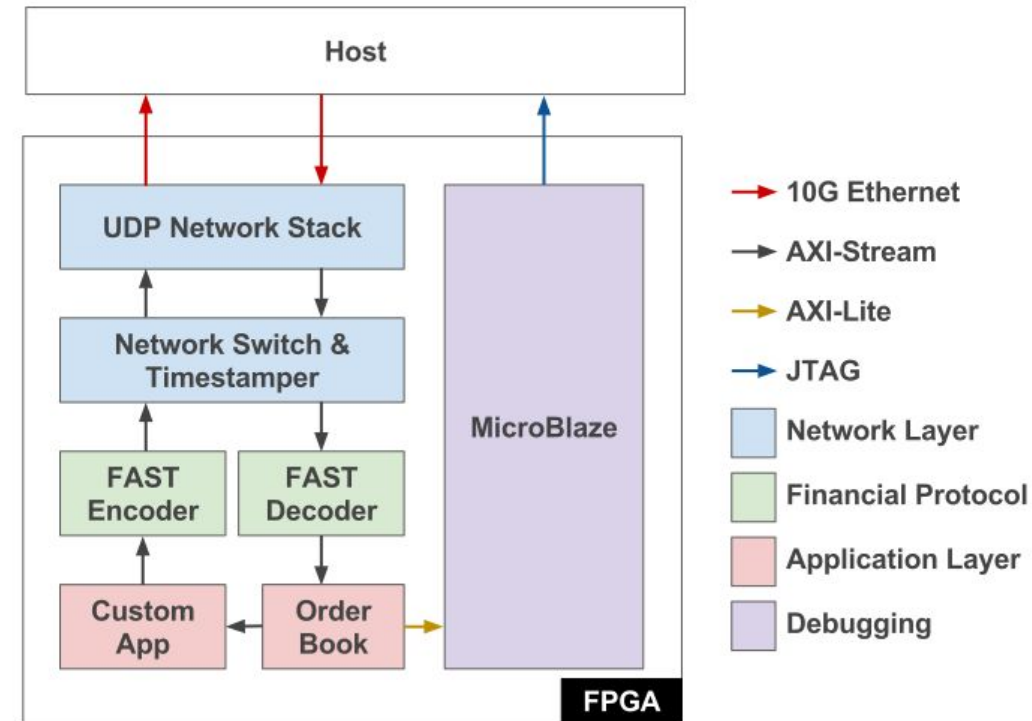 Host
UDP Network Stack
Network Switch &
Timestamper
FAST
Encoder
FAST
Decoder
Custom
App
Order
Book
MicroBlaze
FPGA
10G Ethernet
AXI-Stream
AXI-Lite
JTAG
Network Layer
Financial Protocol
Application Layer
Debugging